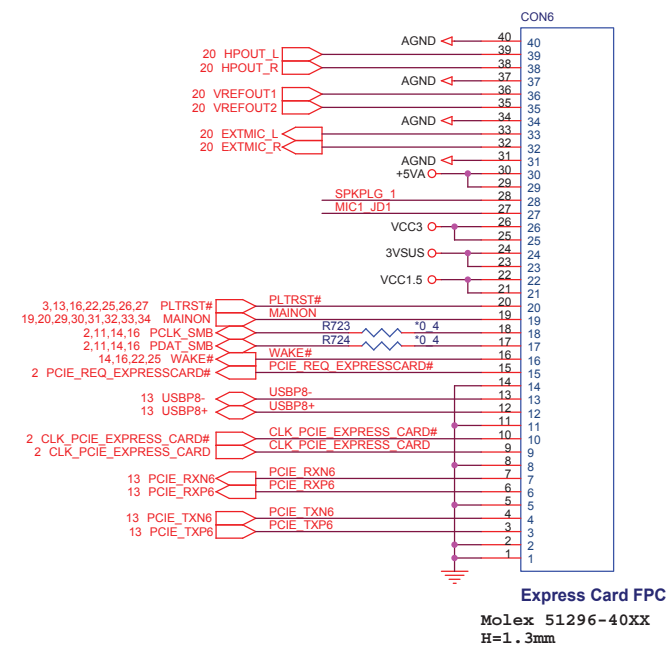 CON6
AGND 40 40
20 HPOUT_L 39 39
20 HPOUT_R 38 38
AGND 37 37
20 VREFOUT1 36 36
20 VREFOUT2 35 35
AGND 34 34
20 EXTMIC_L 33 33
20 EXTMIC_R 32 32
AGND 31 31
+5VA 30 30
29 29
SPKPLG_1 28 28
MIC1_JD1 27 27
VCC3 26 26
25 25
3VSUS 24 24
23 23
VCC1.5 22 22
21 21
3,13,16,22,25,26,27 PLTRST# PLTRST# 20 20
19,20,29,30,31,32,33,34 MAINON MAINON 19 19
2,11,14,16 PCLK_SMB R723 *0_4 18 18
2,11,14,16 PDAT_SMB R724 *0_4 17 17
14,16,22,25 WAKE# WAKE# 16 16
2 PCIE_REQ_EXPRESSCARD# PCIE_REQ_EXPRESSCARD# 15 15
14 14
13 USBP8- USBP8- 13 13
13 USBP8+ USBP8+ 12 12
11 11
2 CLK_PCIE_EXPRESS_CARD# CLK_PCIE_EXPRESS_CARD# 10 10
2 CLK_PCIE_EXPRESS_CARD CLK_PCIE_EXPRESS_CARD 9 9
8 8
13 PCIE_RXN6 PCIE_RXN6 7 7
13 PCIE_RXP6 PCIE_RXP6 6 6
5 5
13 PCIE_TXN6 PCIE_TXN6 4 4
13 PCIE_TXP6 PCIE_TXP6 3 3
2 2
1 1
Express Card FPC
Molex 51296-40XX
H=1.3mm